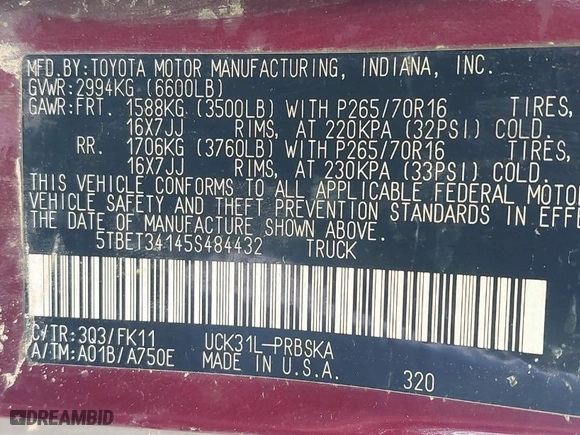 MFD.BY:TOYOTA MOTOR MANUFACTURING, INDIANA, INC.
GVWR:2994KG (6600LB)
GAWR:FRT. 1588KG (3500LB) WITH P265/70R16 TIRES,
16X7JJ RIMS, AT 220KPA (32PSI) COLD.
RR. 1706KG (3760LB) WITH P265/70R16 TIRES,
16X7JJ RIMS, AT 230KPA (33PSI) COLD.
THIS VEHICLE CONFORMS TO ALL APPLICABLE FEDERAL MOTOR
VEHICLE SAFETY AND THEFT PREVENTION STANDARDS IN EFFE
THE DATE OF MANUFACTURE SHOWN ABOVE.
5TBET34145S484432 TRUCK
C/TR:3Q3/FK11 UCK31L-PRBSKA
A/TM:A01B/A750E MADE IN U.S.A. 320
DREAMBID